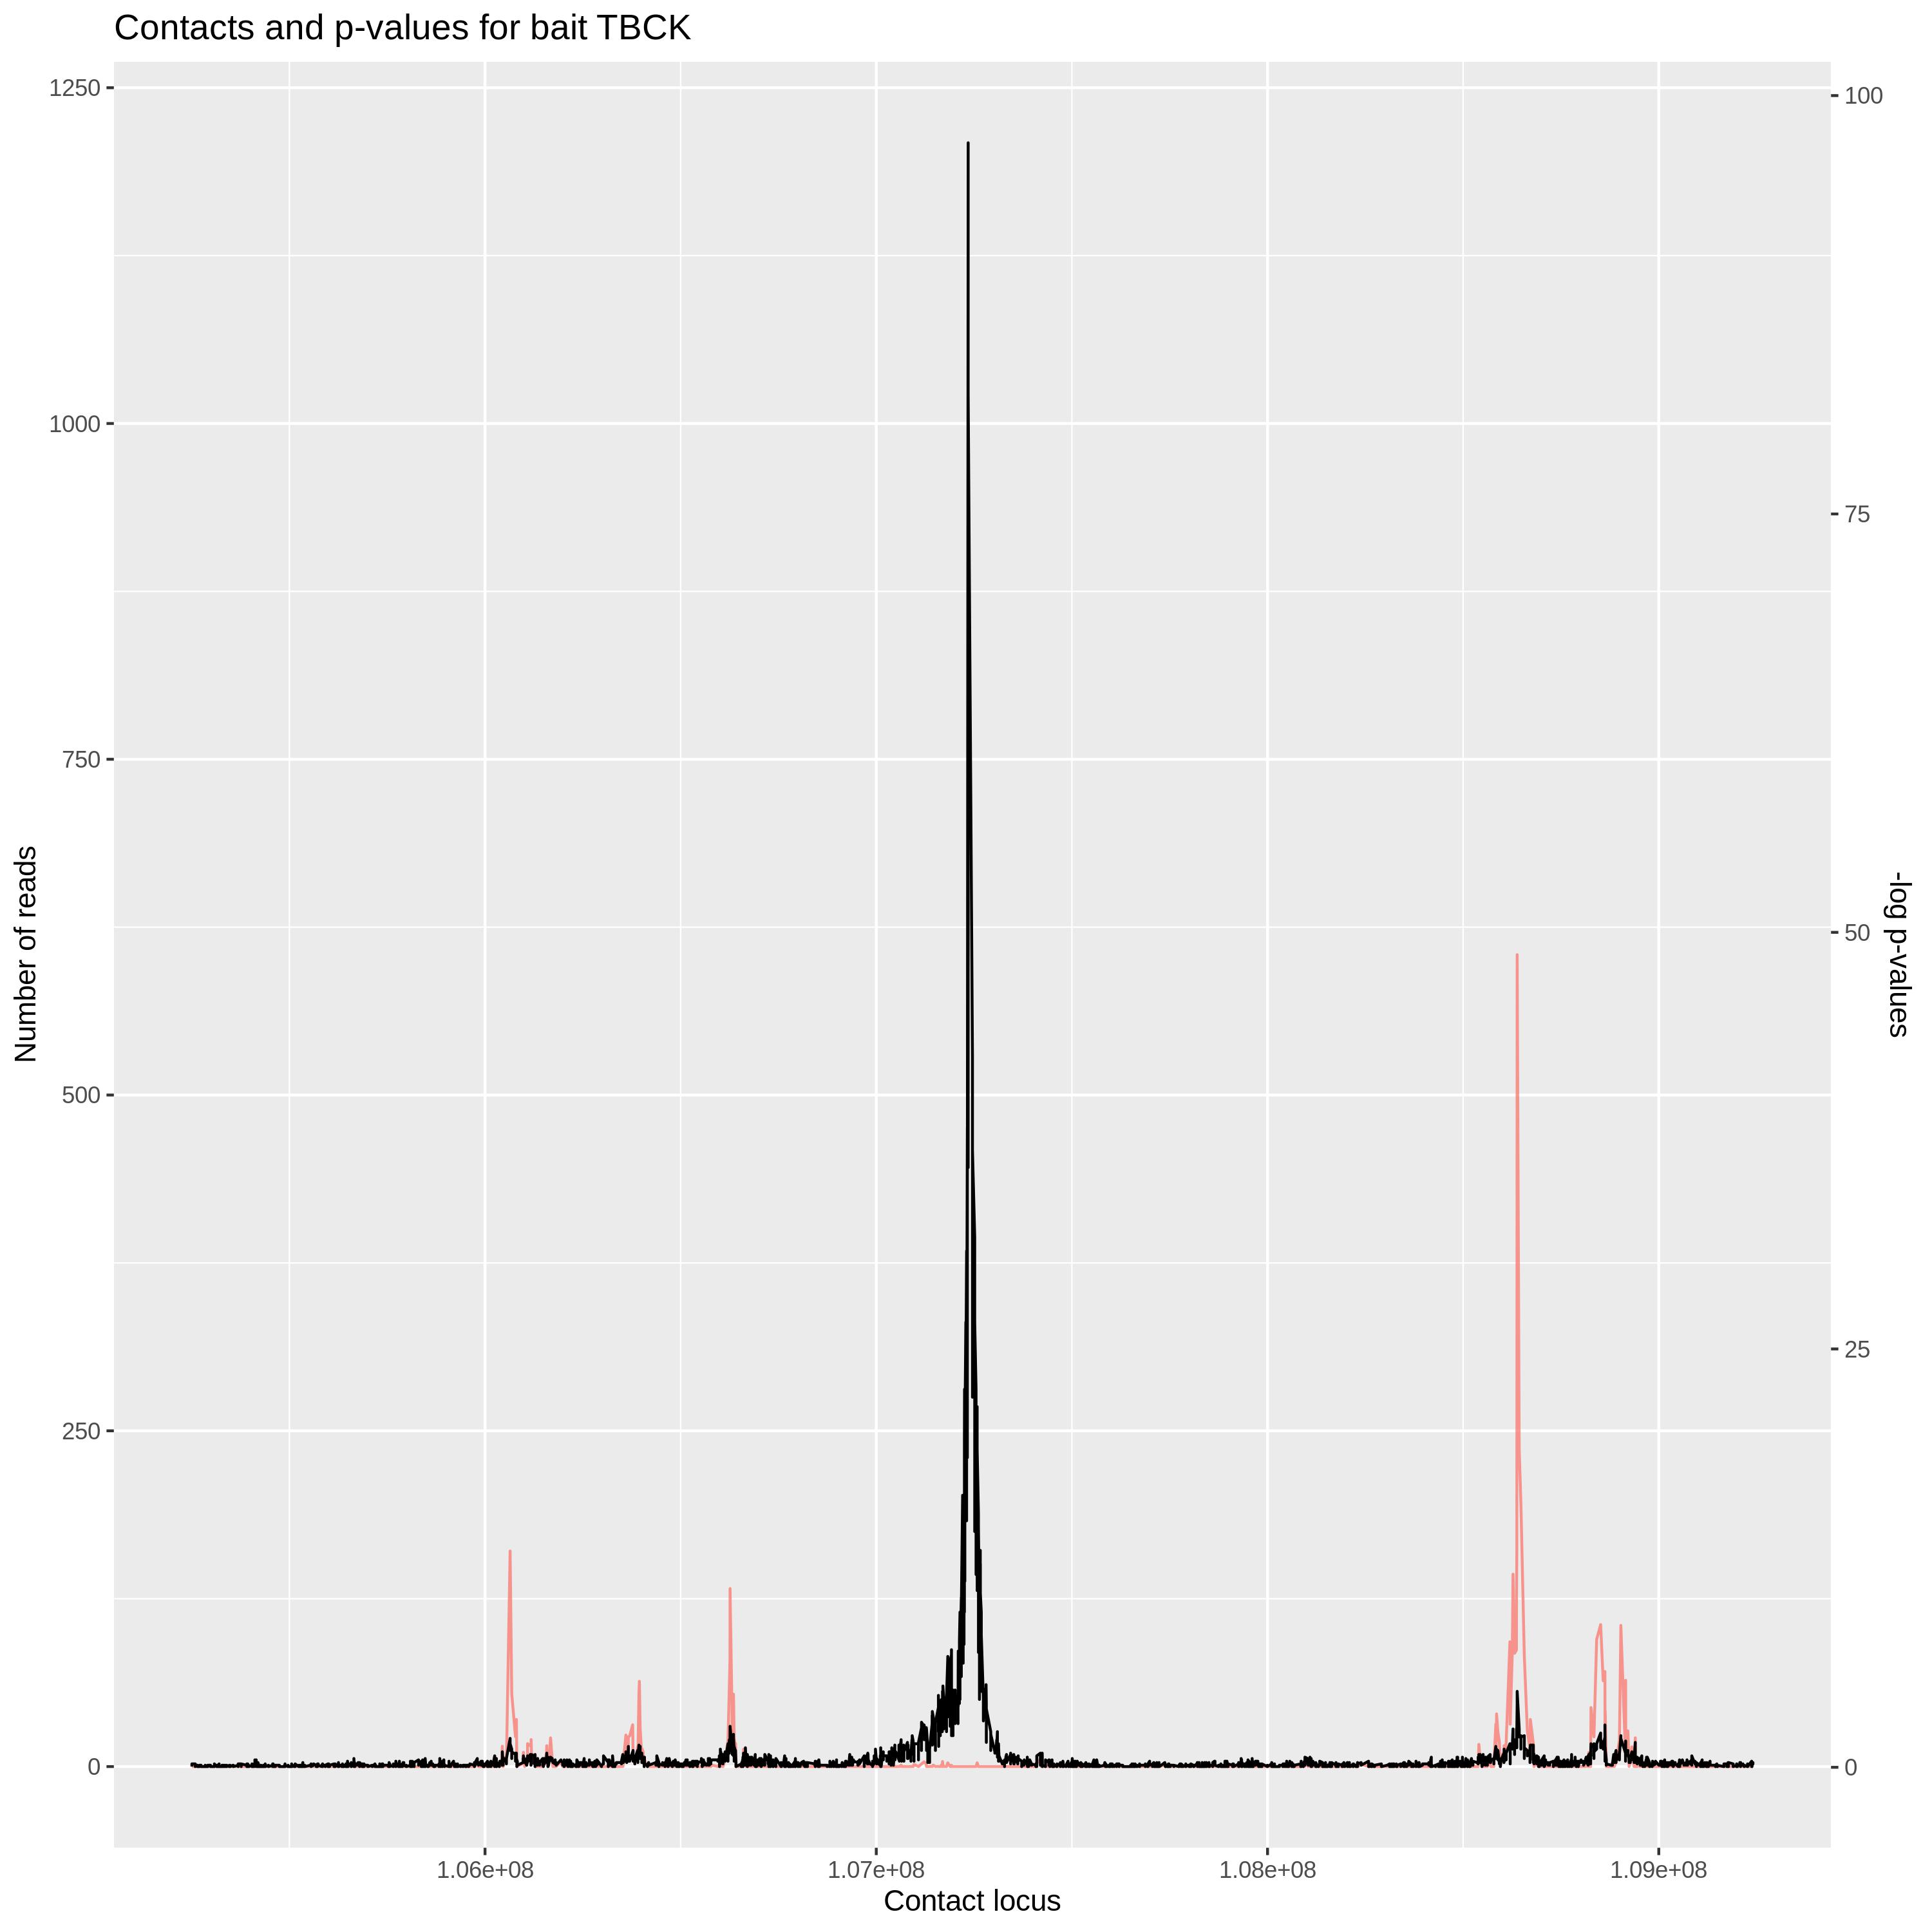 Contacts and p-values for bait TBCK
1250
1000
750
500
250
0
Number of reads
100
75
50
25
0
-log p-values
1.06e+08 1.07e+08 1.08e+08 1.09e+08
Contact locus